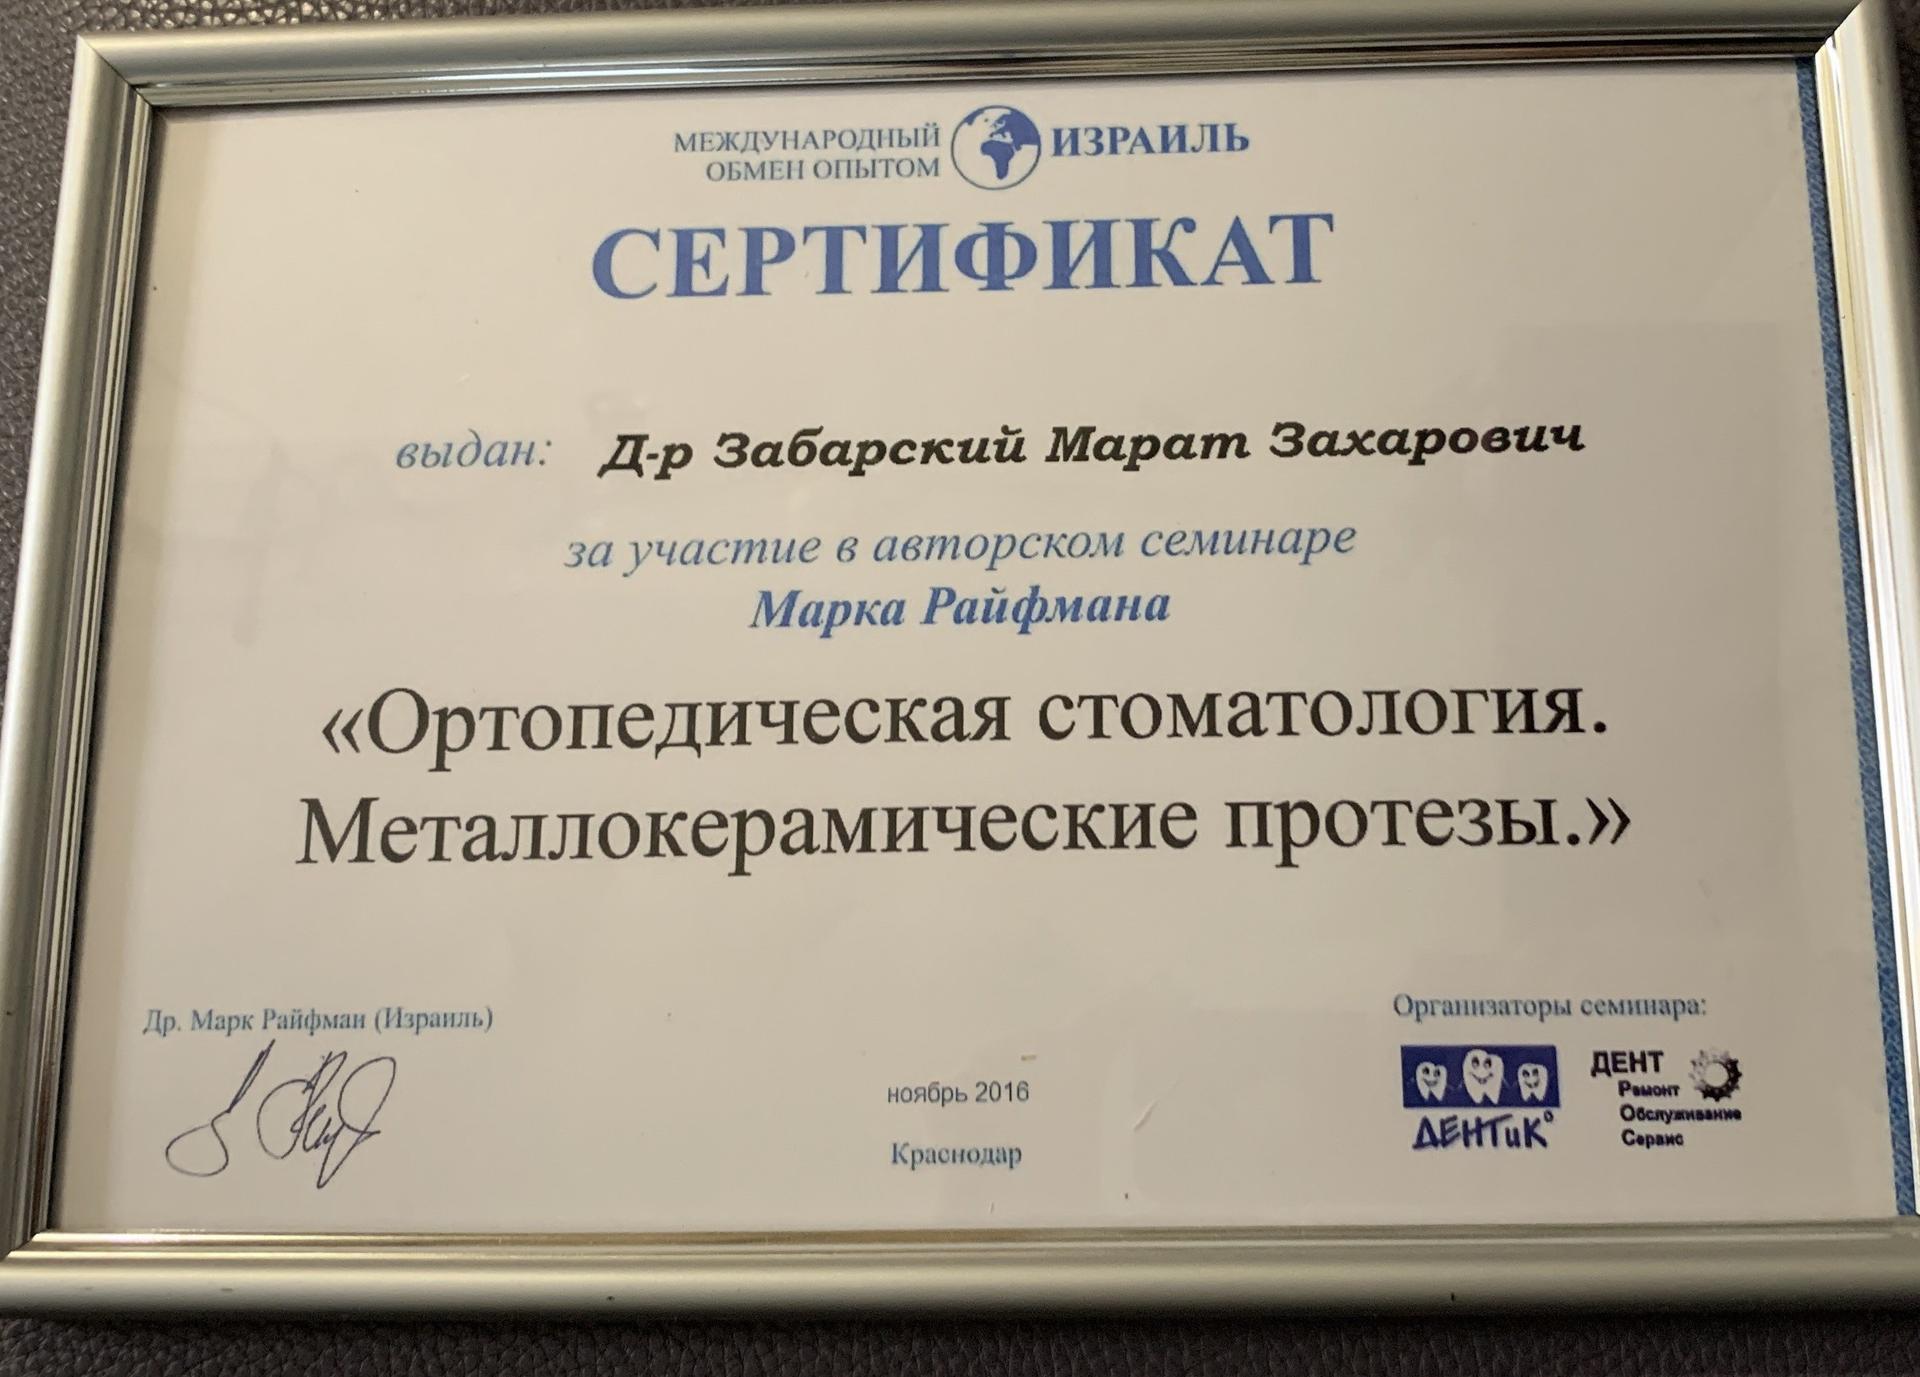 МЕЖДУНАРОДНЫЙ
ОБМЕН ОПЫТОМ
ИЗРАИЛЬ
СЕРТИФИКАТ
выдан: Д-р Забарский Марат Захарович
за участие в авторском семинаре
Марка Райфмана
«Ортопедическая стоматология.
Металлокерамические протезы.»
Др. Марк Райфман (Израиль)
ноябрь 2016
Краснодар
Организаторы семинара:
ДЕНТиК
ДЕНТ
Ремонт
Обслуживание
Сервис